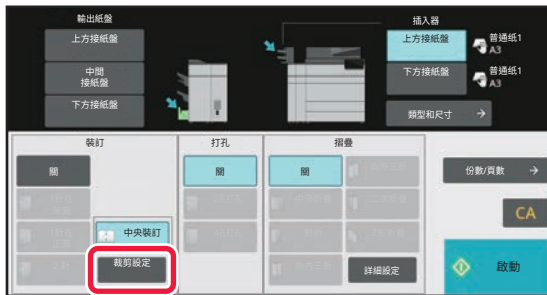 輸出紙盤
上方接紙盤
中間
接紙盤
下方接紙盤
插入器
上方接紙盤
普通紙1
A3
下方接紙盤
普通紙1
A3
類型和尺寸
裝訂
關
中央裝訂
裁剪設定
打孔
關
摺疊
關
詳細設定
份數/頁數
CA
啟動